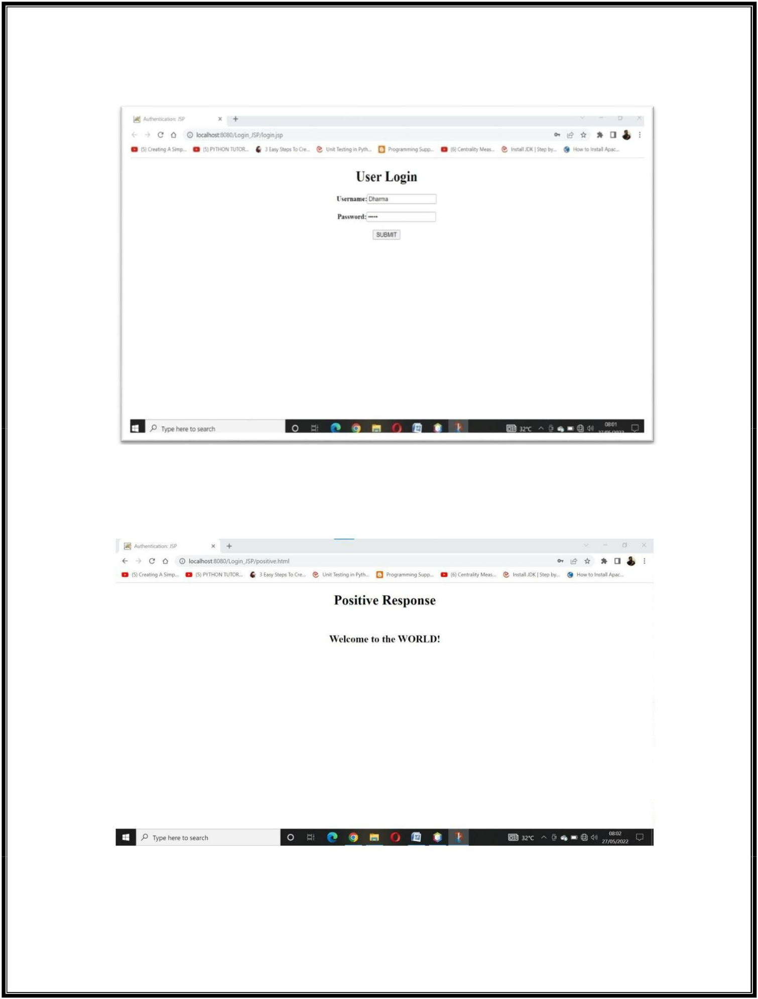 Authentication: JSP
localhost:8080/Login_JSP/login.jsp
(5) Creating A Simp... (5) PYTHON TUTOR... 3 Easy Steps To Cre... Unit Testing in Pyth... Programming Supp... (6) Centrality Meas... Install JDK | Step by... How to Install Apac...
User Login
Username: Dharma
Password: •••••
SUBMIT
Type here to search 32°C 08:01
27/05/2022
Authentication: JSP
localhost:8080/Login_JSP/positive.html
(5) Creating A Simp... (5) PYTHON TUTOR... 3 Easy Steps To Cre... Unit Testing in Pyth... Programming Supp... (6) Centrality Meas... Install JDK | Step by... How to Install Apac...
Positive Response
Welcome to the WORLD!
Type here to search 32°C 08:02
27/05/2022